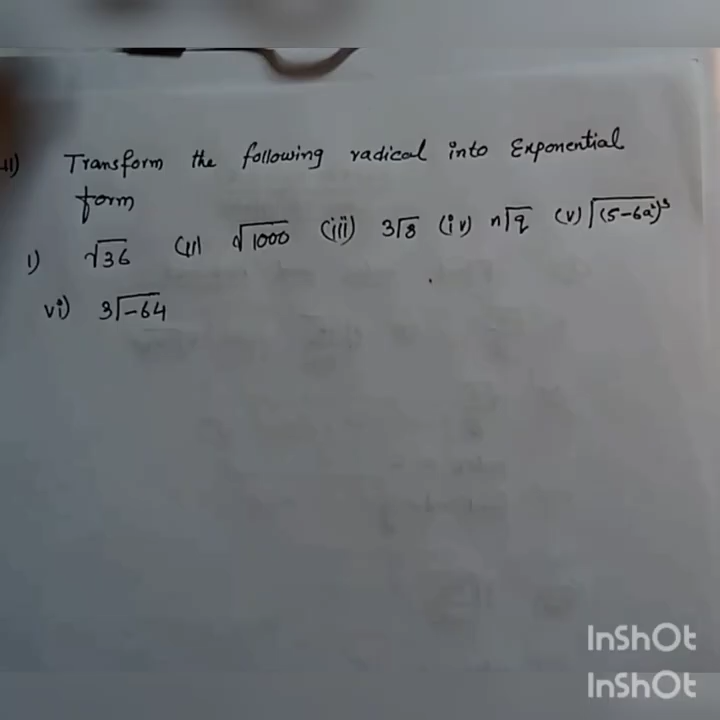 11) Transform the following radical into Exponential
form
1) √36 (ii) √1000 (iii) 3√8 (iv) n√q (v) √(5-6a²)³
vi) 3√-64
InShOt
InShOt